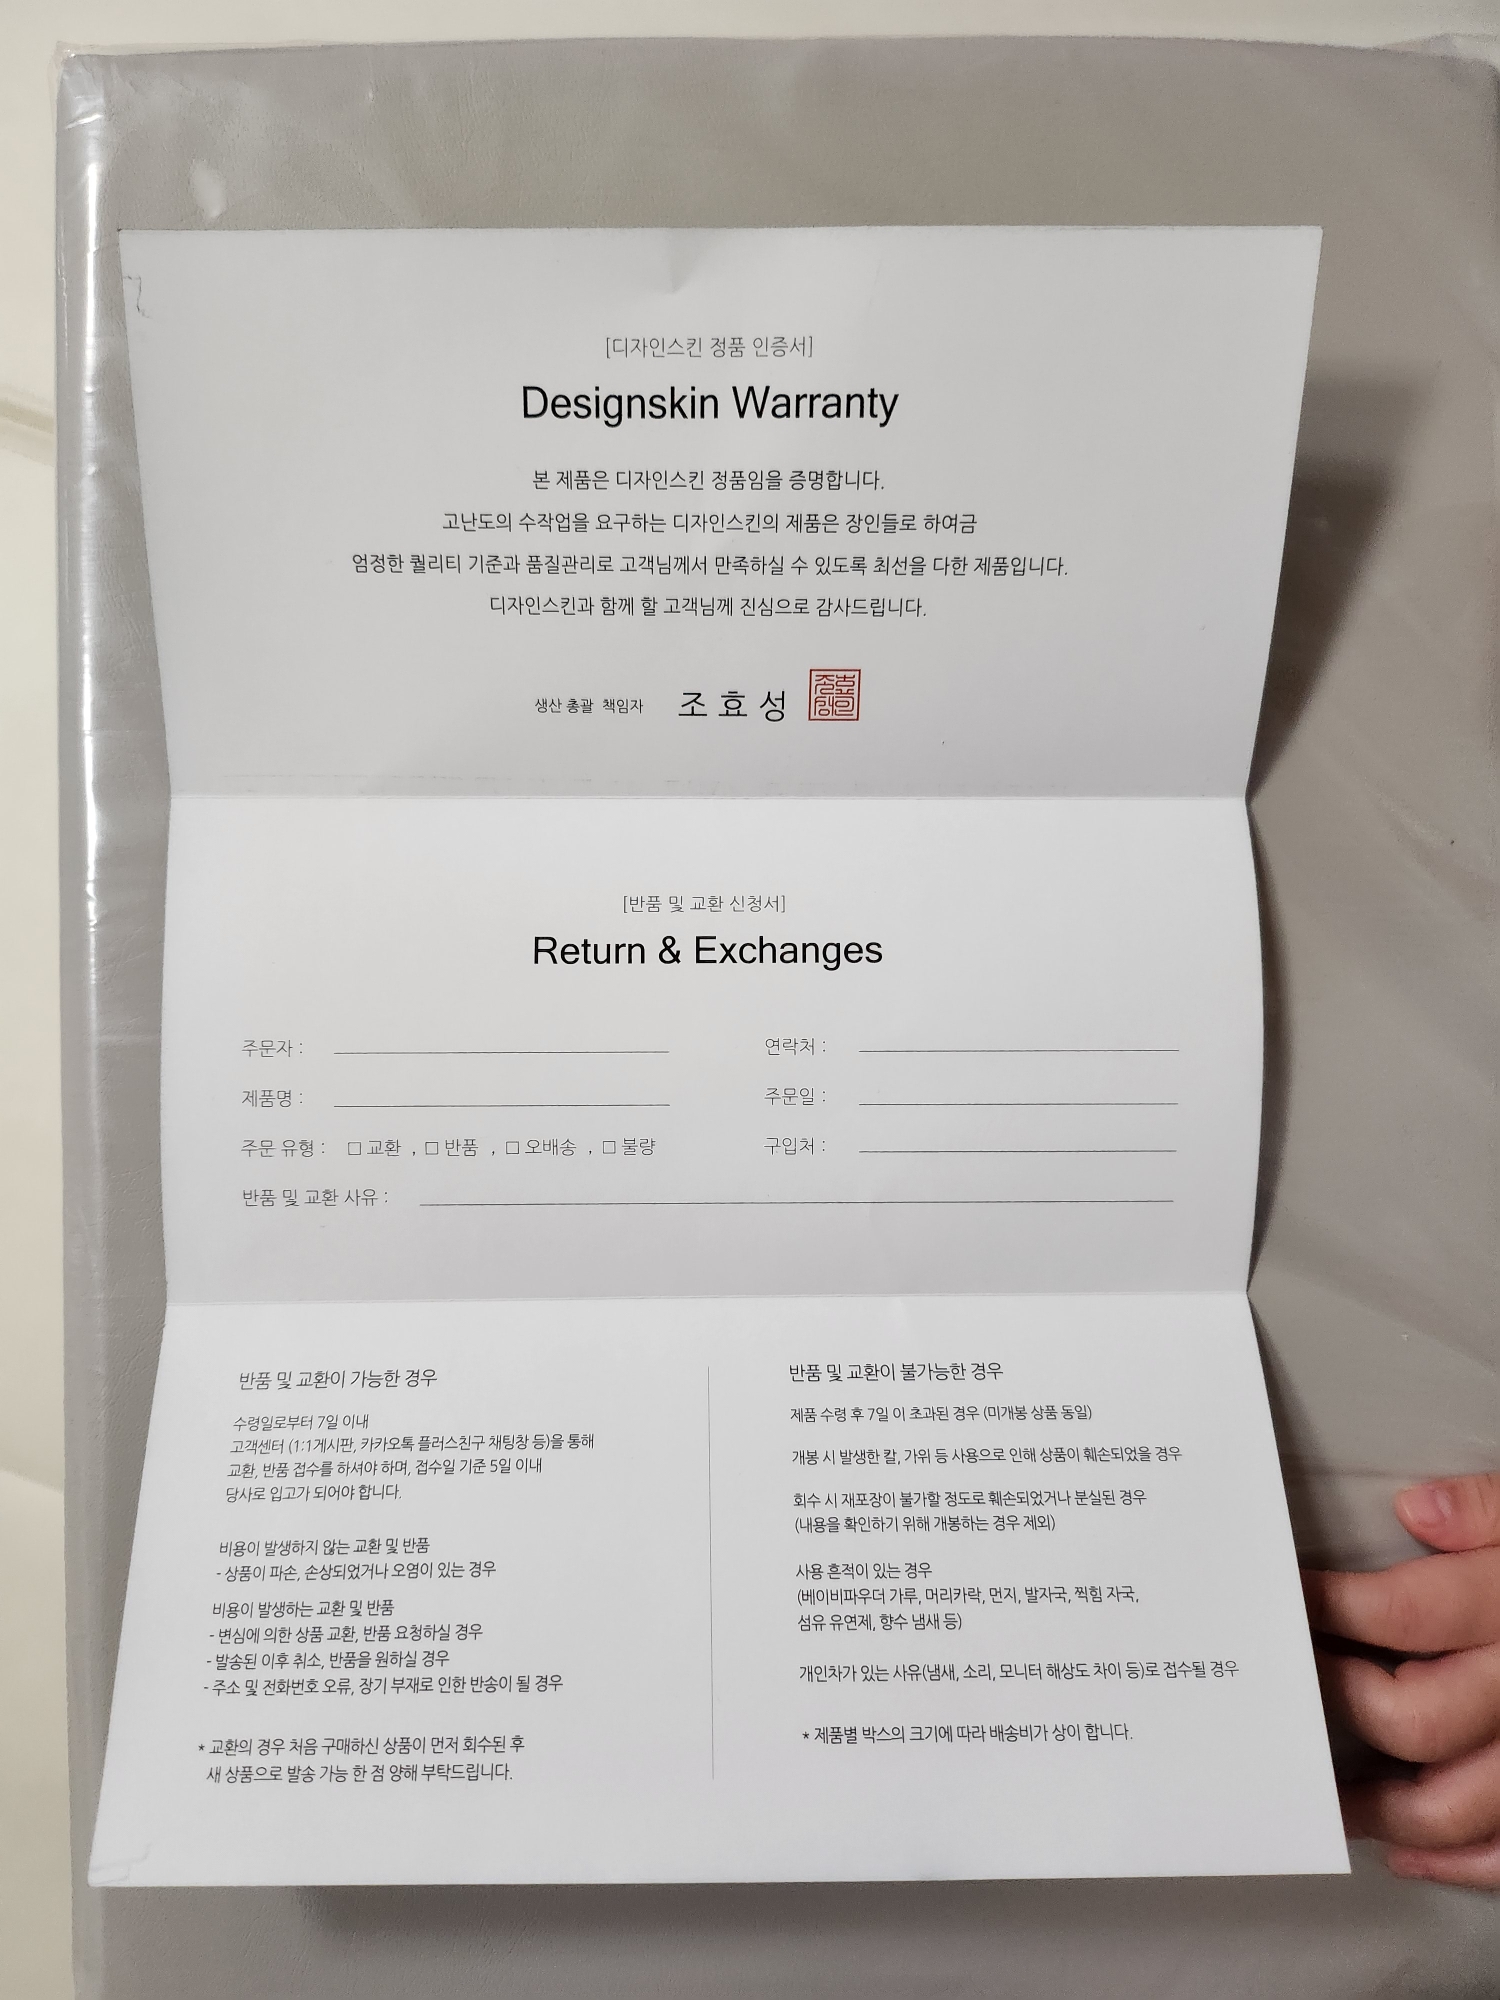 [디자인스킨 정품 인증서]
Designskin Warranty
본 제품은 디자인스킨 정품임을 증명합니다.
고난도의 수작업을 요구하는 디자인스킨의 제품은 장인들로 하여금
엄정한 퀄리티 기준과 품질관리로 고객님께서 만족하실 수 있도록 최선을 다한 제품입니다.
디자인스킨과 함께 할 고객님께 진심으로 감사드립니다.
생산 총괄 책임자 조효성
[반품 및 교환 신청서]
Return & Exchanges
주문자 : 연락처 :
제품명 : 주문일 :
주문 유형 : □ 교환 , □ 반품 , □ 오배송 , □ 불량 구입처 :
반품 및 교환 사유 :
반품 및 교환이 가능한 경우
수령일로부터 7일 이내
고객센터 (1:1게시판, 카카오톡 플러스친구 채팅창 등)을 통해
교환, 반품 접수를 하셔야 하며, 접수일 기준 5일 이내
당사로 입고가 되어야 합니다.
비용이 발생하지 않는 교환 및 반품
- 상품이 파손, 손상되었거나 오염이 있는 경우
비용이 발생하는 교환 및 반품
- 변심에 의한 상품 교환, 반품 요청하실 경우
- 발송된 이후 취소, 반품을 원하실 경우
- 주소 및 전화번호 오류, 장기 부재로 인한 반송이 될 경우
* 교환의 경우 처음 구매하신 상품이 먼저 회수된 후
새 상품으로 발송 가능 한 점 양해 부탁드립니다.
반품 및 교환이 불가능한 경우
제품 수령 후 7일 이 초과된 경우 (미개봉 상품 동일)
개봉 시 발생한 칼, 가위 등 사용으로 인해 상품이 훼손되었을 경우
회수 시 재포장이 불가할 정도로 훼손되었거나 분실된 경우
(내용을 확인하기 위해 개봉하는 경우 제외)
사용 흔적이 있는 경우
(베이비파우더 가루, 머리카락, 먼지, 발자국, 찍힘 자국,
섬유 유연제, 향수 냄새 등)
개인차가 있는 사유(냄새, 소리, 모니터 해상도 차이 등)로 접수될 경우
* 제품별 박스의 크기에 따라 배송비가 상이 합니다.